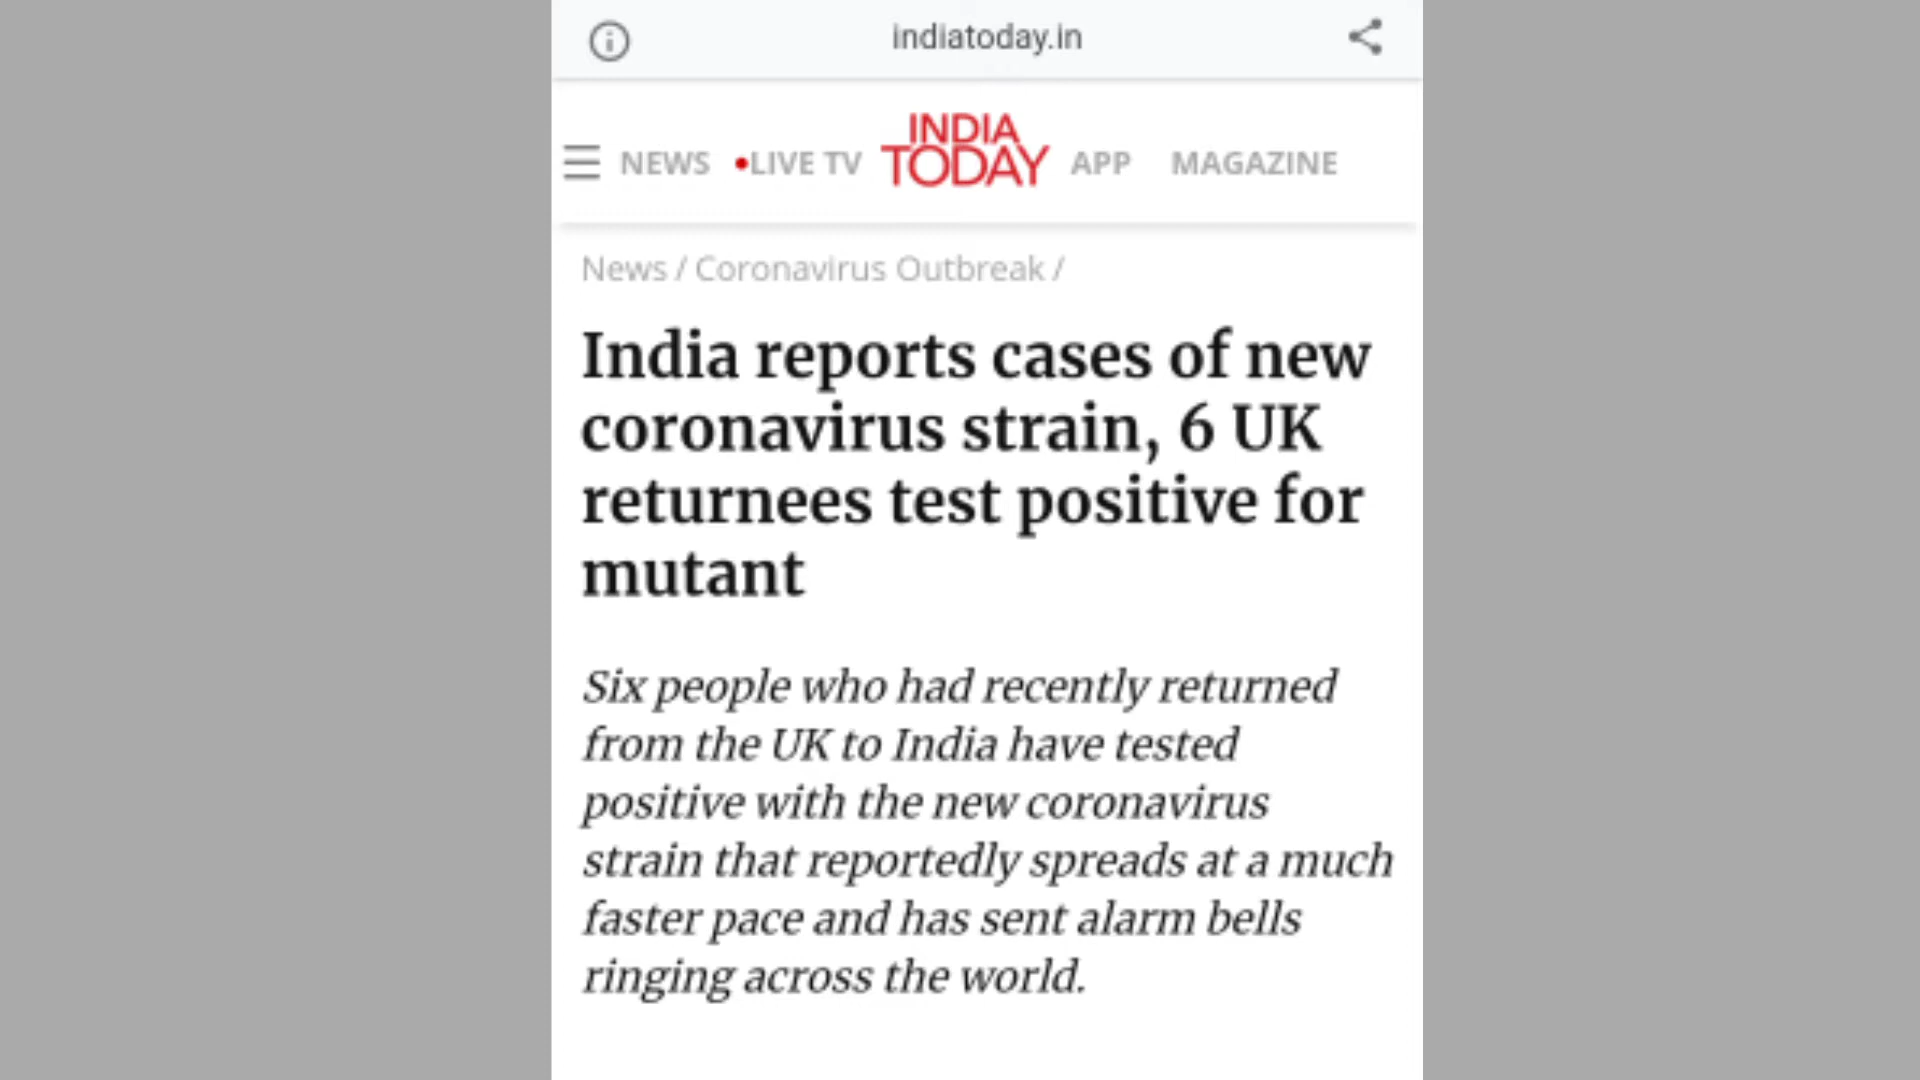 indiatoday.in
NEWS •LIVE TV INDIA TODAY APP MAGAZINE
News / Coronavirus Outbreak /
India reports cases of new
coronavirus strain, 6 UK
returnees test positive for
mutant
Six people who had recently returned
from the UK to India have tested
positive with the new coronavirus
strain that reportedly spreads at a much
faster pace and has sent alarm bells
ringing across the world.